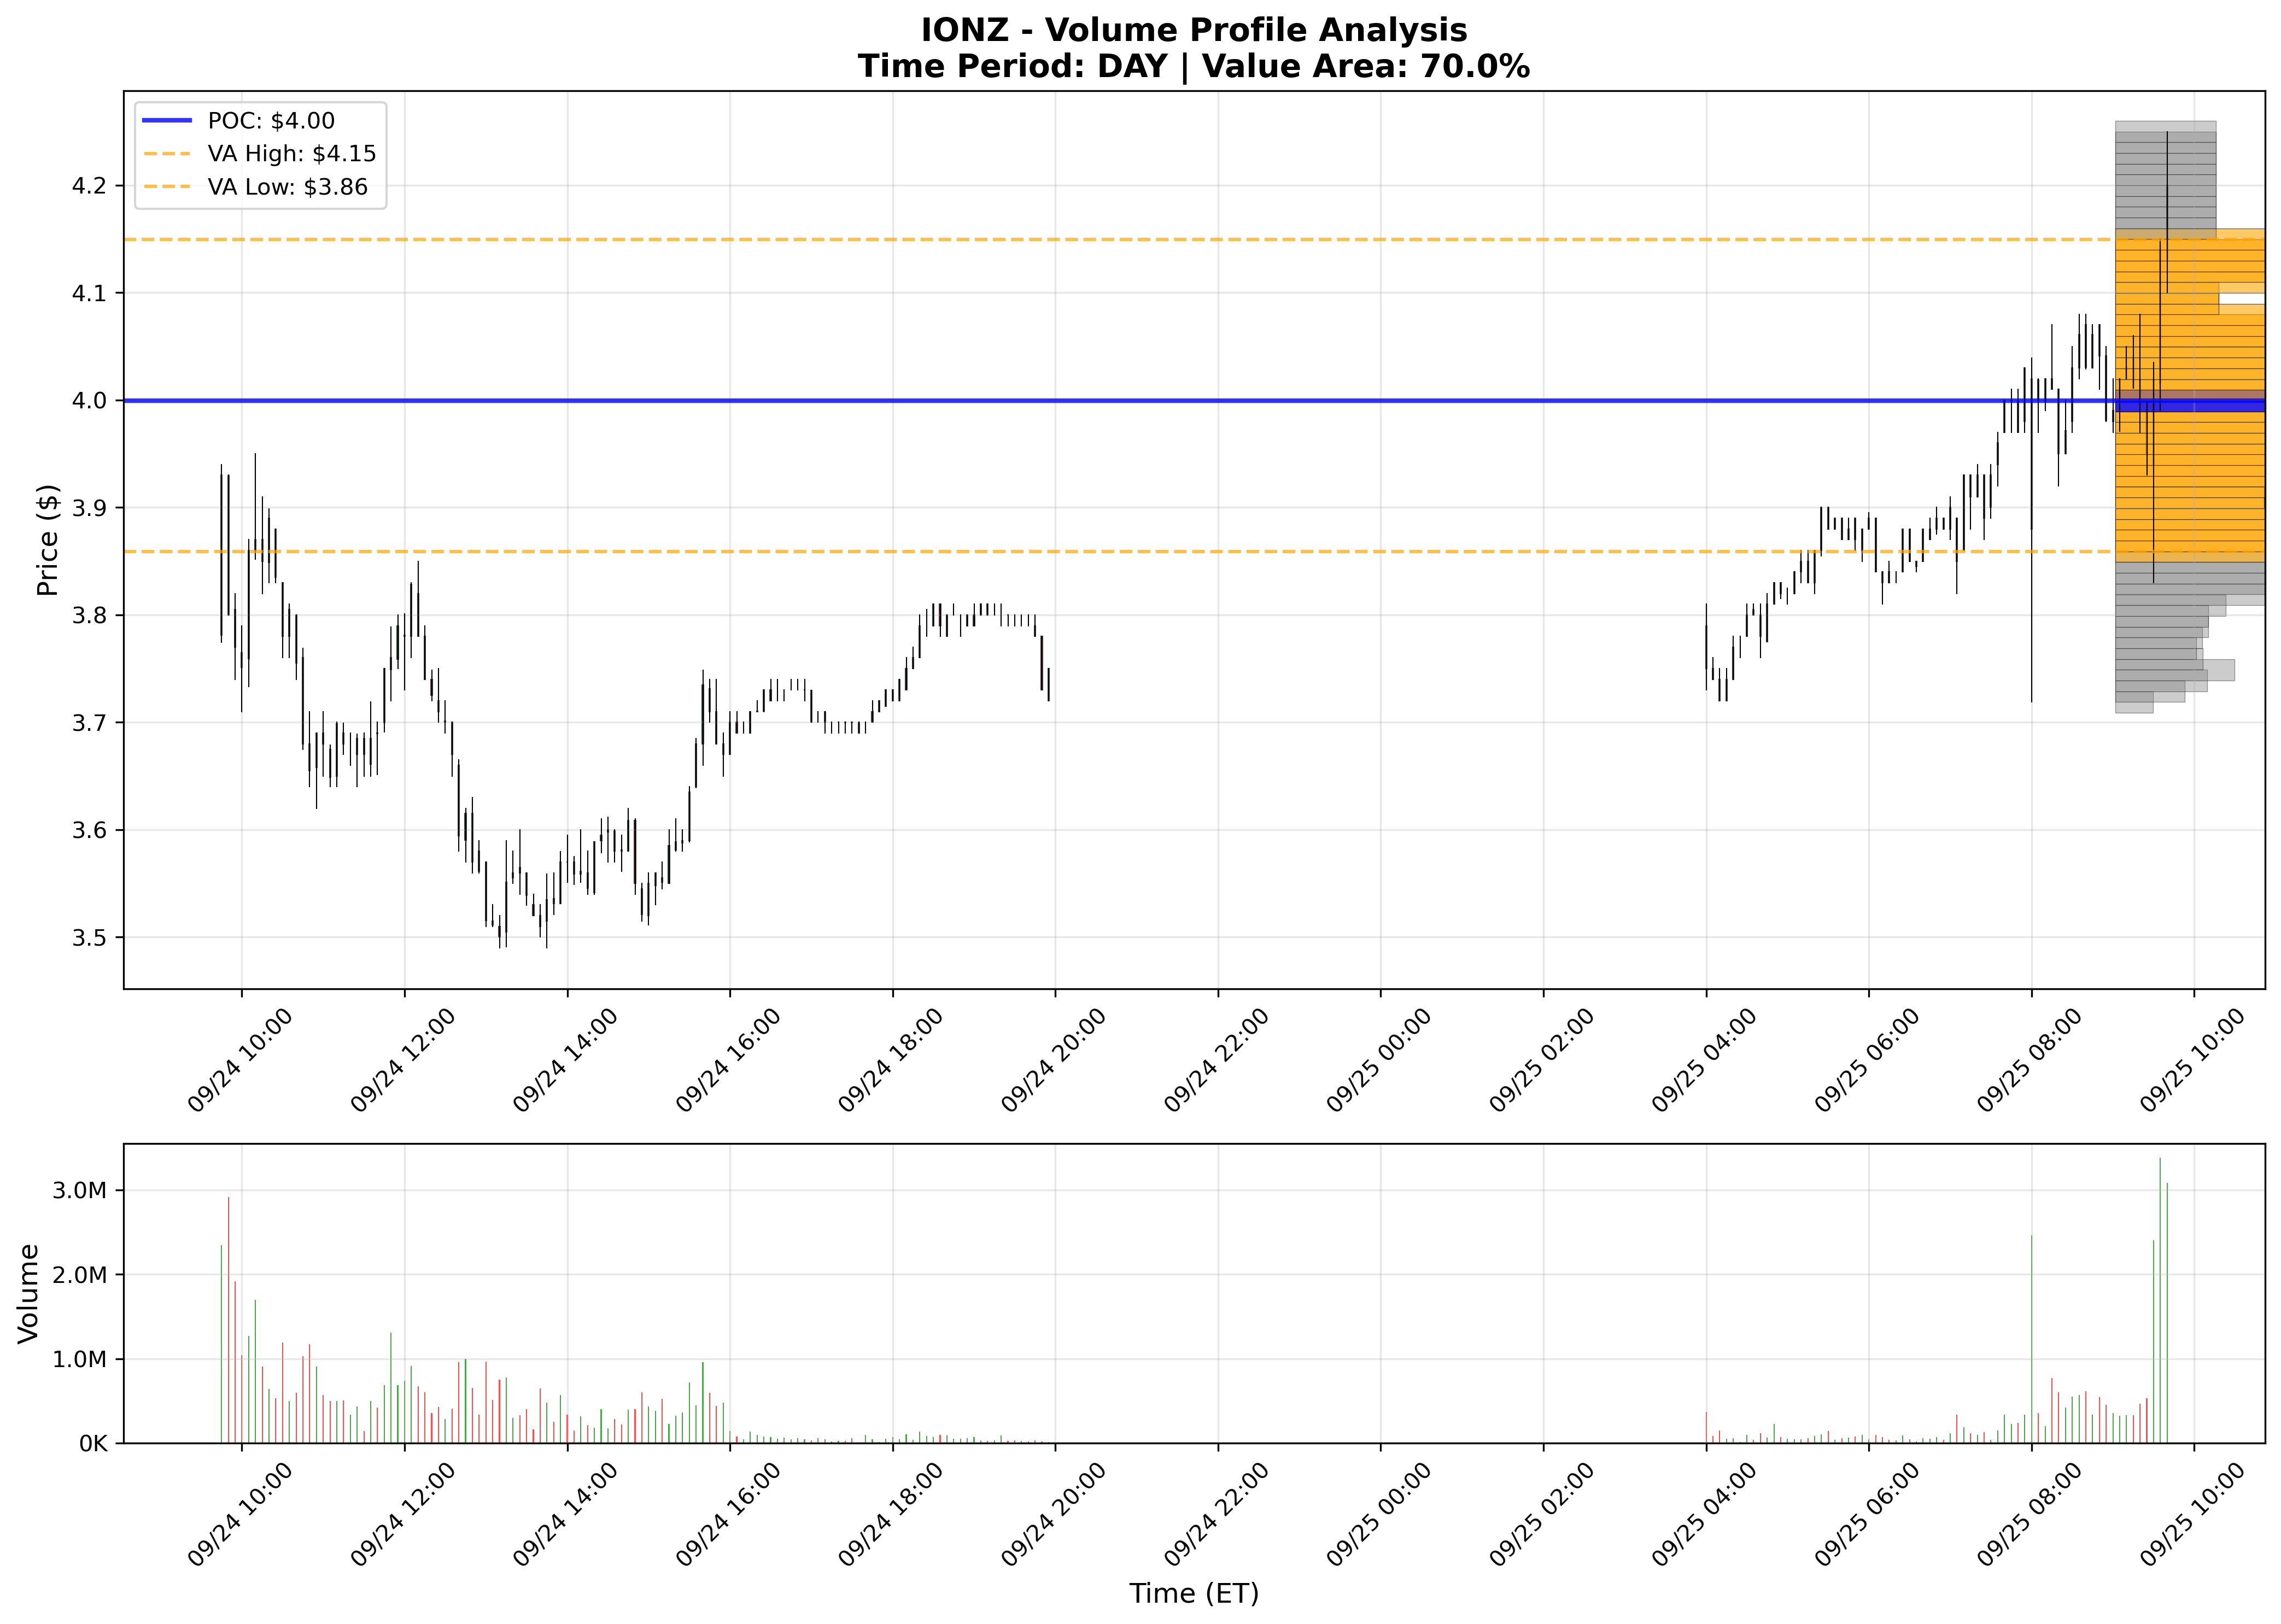 IONZ - Volume Profile Analysis
Time Period: DAY | Value Area: 70.0%
POC: $4.00
VA High: $4.15
VA Low: $3.86
Price ($)
4.2
4.1
4.0
3.9
3.8
3.7
3.6
3.5
09/24 10:00
09/24 12:00
09/24 14:00
09/24 16:00
09/24 18:00
09/24 20:00
09/24 22:00
09/25 00:00
09/25 02:00
09/25 04:00
09/25 06:00
09/25 08:00
09/25 10:00
Volume
3.0M
2.0M
1.0M
0K
09/24 10:00
09/24 12:00
09/24 14:00
09/24 16:00
09/24 18:00
09/24 20:00
09/24 22:00
09/25 00:00
09/25 02:00
09/25 04:00
09/25 06:00
09/25 08:00
09/25 10:00
Time (ET)